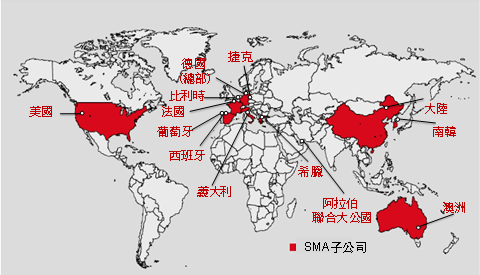 捷克
德國
(總部)
比利時
美國
法國
大陸
葡萄牙
南韓
西班牙
希臘
義大利
阿拉伯
聯合大公國
澳洲
SMA子公司